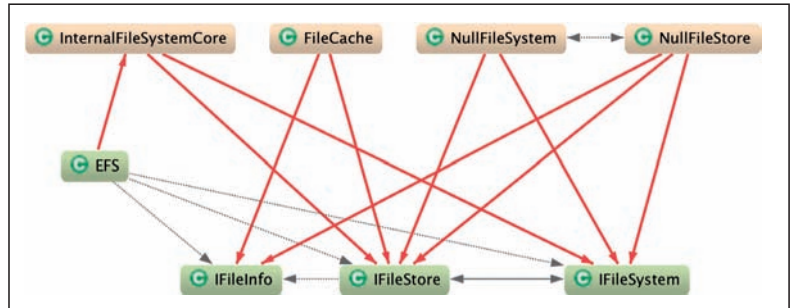 G InternalFileSystemCore
G FileCache
G NullFileSystem
G NullFileStore
G EFS
G IFileInfo
G IFileStore
G IFileSystem